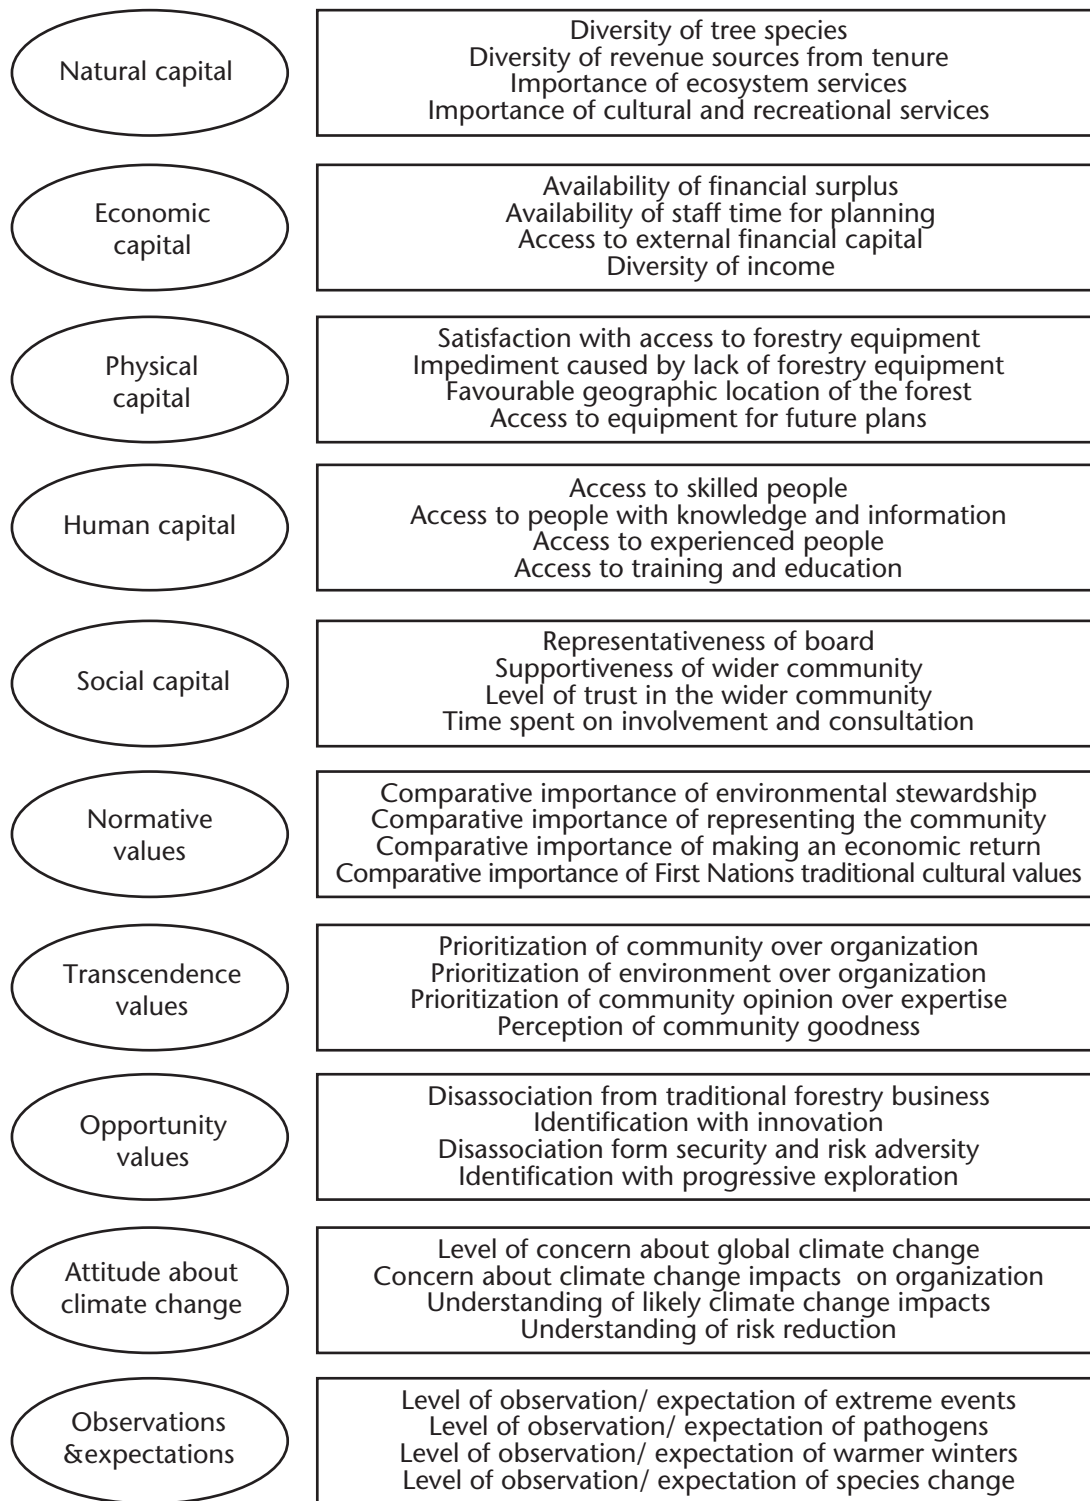 Natural capital
Diversity of tree species
Diversity of revenue sources from tenure
Importance of ecosystem services
Importance of cultural and recreational services
Economic
capital
Availability of financial surplus
Availability of staff time for planning
Access to external financial capital
Diversity of income
Physical
capital
Satisfaction with access to forestry equipment
Impediment caused by lack of forestry equipment
Favourable geographic location of the forest
Access to equipment for future plans
Human capital
Access to skilled people
Access to people with knowledge and information
Access to experienced people
Access to training and education
Social capital
Representativeness of board
Supportiveness of wider community
Level of trust in the wider community
Time spent on involvement and consultation
Normative
values
Comparative importance of environmental stewardship
Comparative importance of representing the community
Comparative importance of making an economic return
Comparative importance of First Nations traditional cultural values
Transcendence
values
Prioritization of community over organization
Prioritization of environment over organization
Prioritization of community opinion over expertise
Perception of community goodness
Opportunity
values
Disassociation from traditional forestry business
Identification with innovation
Disassociation form security and risk adversity
Identification with progressive exploration
Attitude about
climate change
Level of concern about global climate change
Concern about climate change impacts on organization
Understanding of likely climate change impacts
Understanding of risk reduction
Observations
&expectations
Level of observation/ expectation of extreme events
Level of observation/ expectation of pathogens
Level of observation/ expectation of warmer winters
Level of observation/ expectation of species change